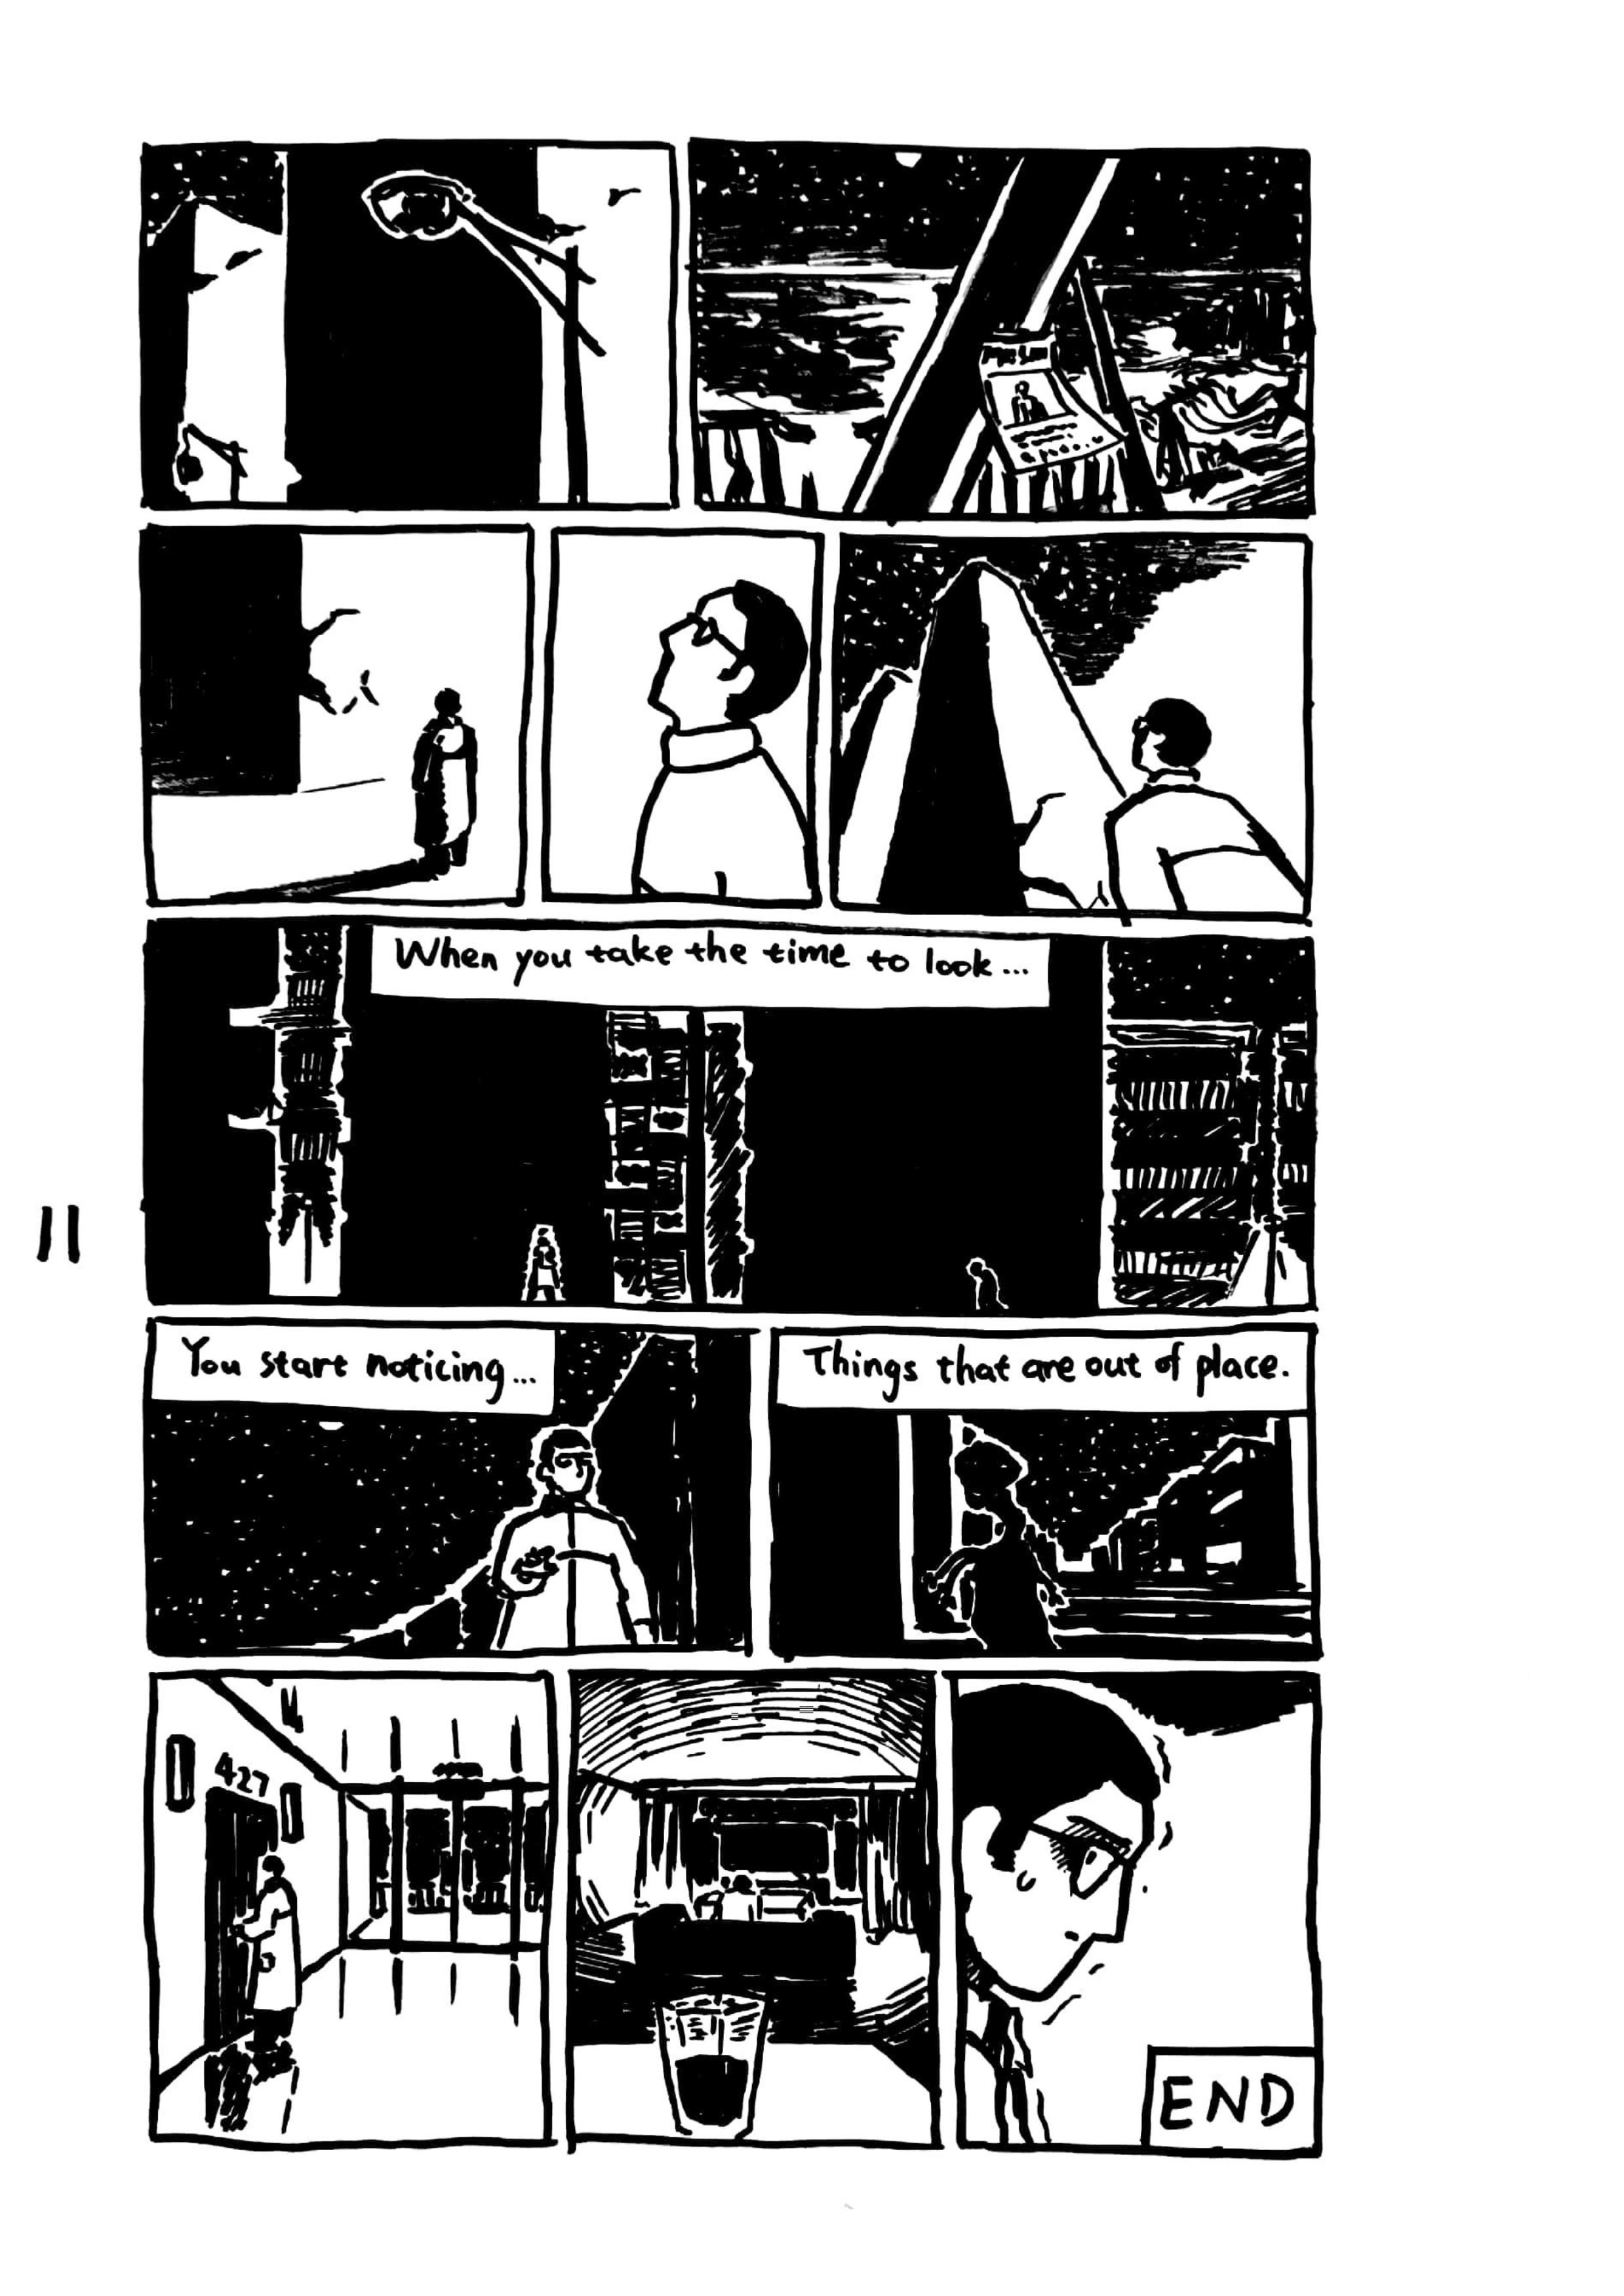 When you take the time to look...
11
You start noticing...
Things that are out of place.
427
END